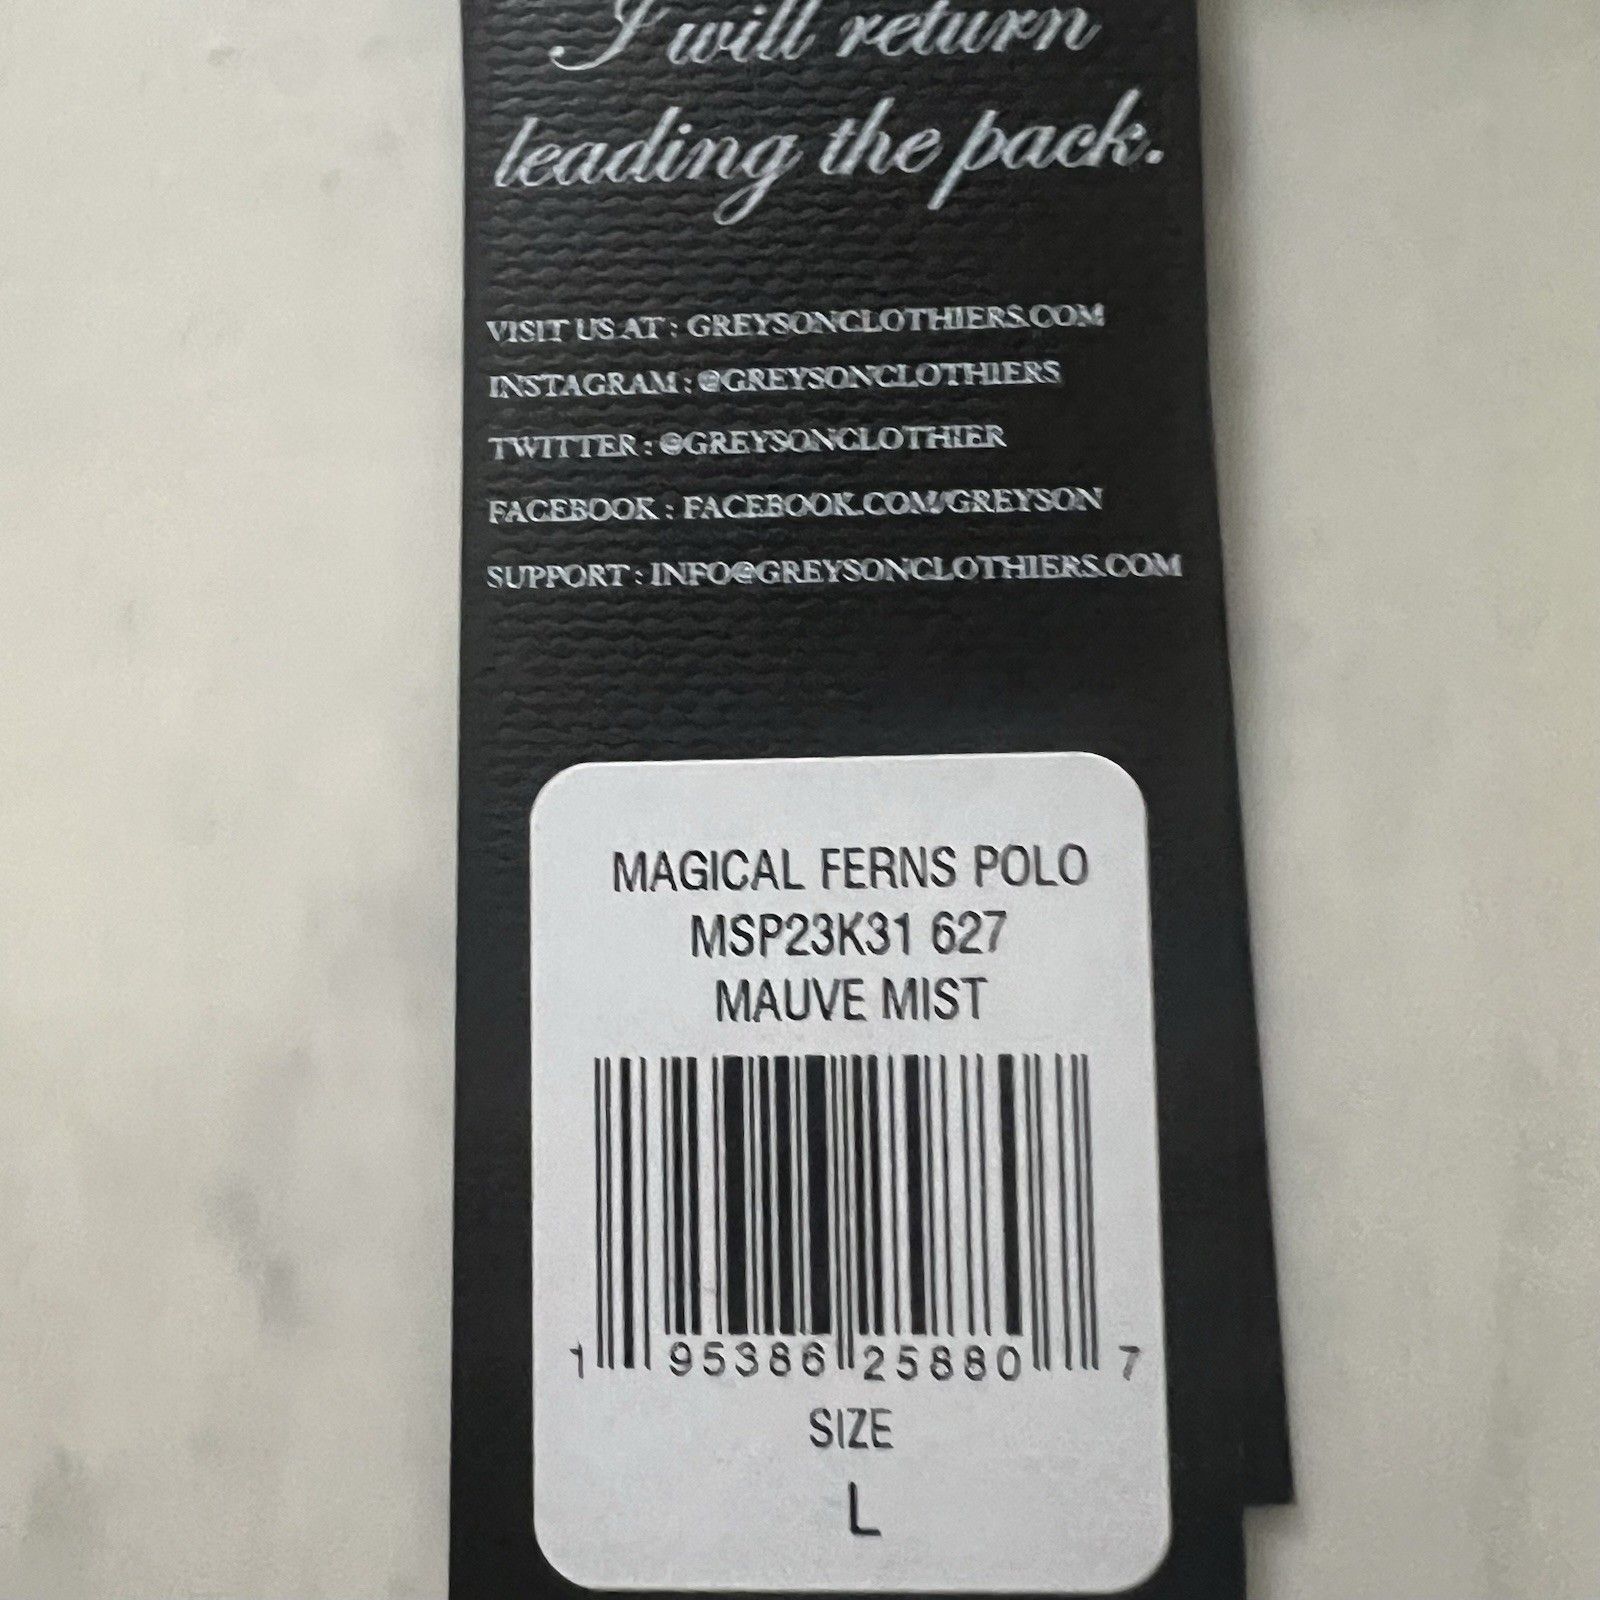 I will return
leading the pack.
VISIT US AT : GREYSONCLOTHIERS.COM
INSTAGRAM : @GREYSONCLOTHIERS
TWITTER : @GREYSONCLOTHIER
FACEBOOK : FACEBOOK.COM/GREYSON
SUPPORT : INFO@GREYSONCLOTHIERS.COM
MAGICAL FERNS POLO
MSP23K31 627
MAUVE MIST
1 95386 25880 7
SIZE
L